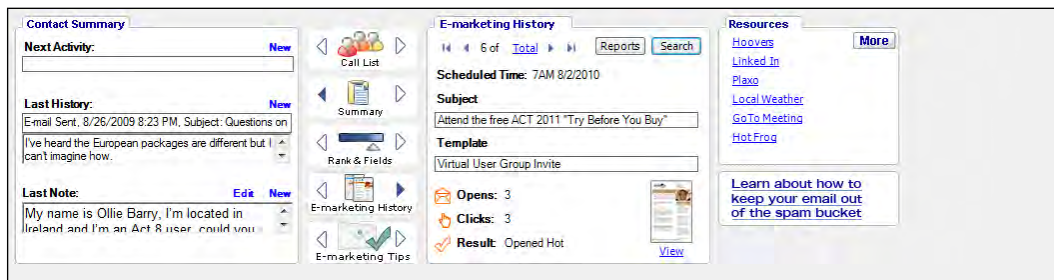 Contact Summary
Next Activity: New
Last History: New
E-mail Sent, 8/26/2009 8:23 PM, Subject: Questions on
I've heard the European packages are different but I
can't imagine how.
Last Note: Edit New
My name is Ollie Barry, I'm located in
Ireland and I'm an Act 8 user, could you
Call List
Summary
Rank & Fields
E-marketing History
E-marketing Tips
E-marketing History
6 of Total Reports Search
Scheduled Time: 7AM 8/2/2010
Subject
Attend the free ACT 2011 "Try Before You Buy"
Template
Virtual User Group Invite
Opens: 3
Clicks: 3
Result: Opened Hot
View
Resources
Hoovers More
Linked In
Plaxo
Local Weather
GoTo Meeting
Hot Frog
Learn about how to
keep your email out
of the spam bucket